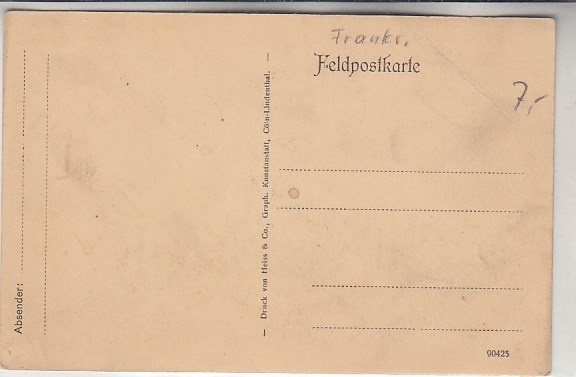 Frankr.
Feldpostkarte
7,-
Absender:
— Druck von Heiss & Co., Graph. Kunstanstalt, Cöln-Lindenthal. —
90425